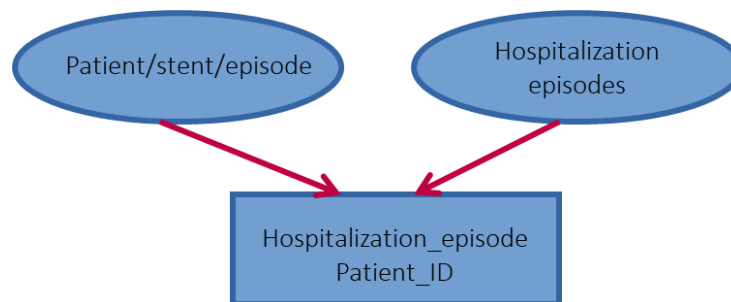 Patient/stent/episode
Hospitalization
episodes
Hospitalization_episode
Patient_ID